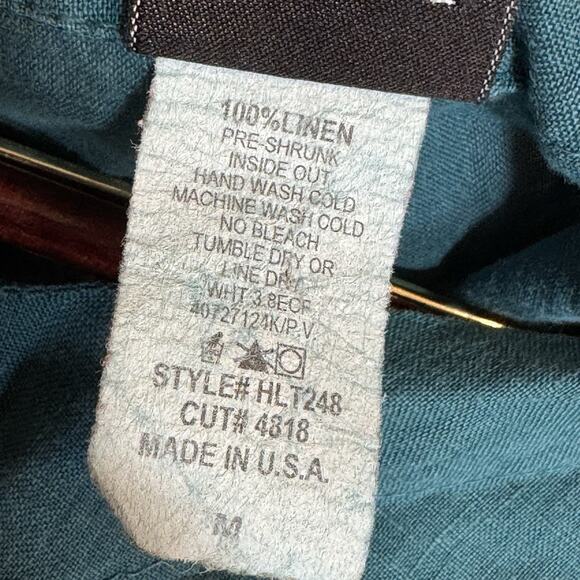 100% LINEN
PRE-SHRUNK
INSIDE OUT
HAND WASH COLD
MACHINE WASH COLD
NO BLEACH
TUMBLE DRY OR
LINE DRY
WHT 3.8ECF
40727124K/P.V.
STYLE# HLT248
CUT# 4818
MADE IN U.S.A.
M